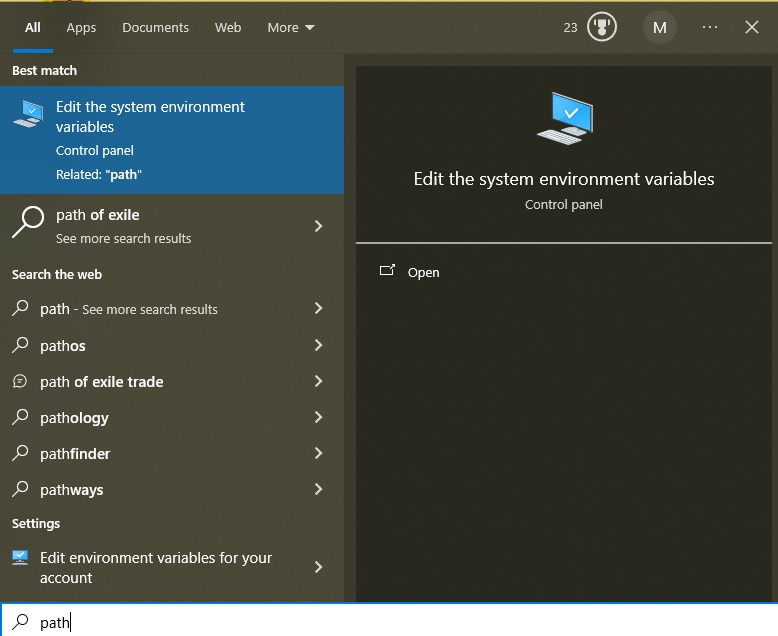 All Apps Documents Web More 23 M ...
Best match
Edit the system environment
variables
Control panel
Related: "path"
path of exile
See more search results
Search the web
path - See more search results
pathos
path of exile trade
pathology
pathfinder
pathways
Settings
Edit environment variables for your
account
path
Edit the system environment variables
Control panel
Open